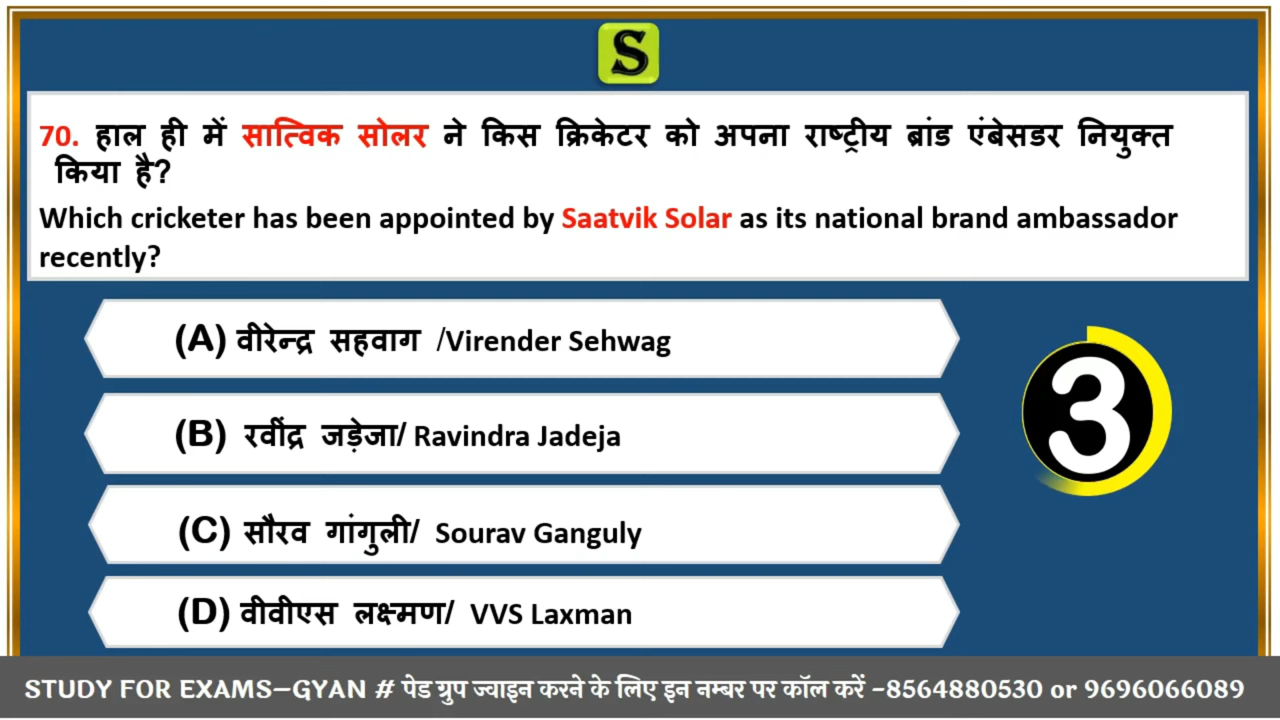 S
70. हाल ही में सात्विक सोलर ने किस क्रिकेटर को अपना राष्ट्रीय ब्रांड एंबेसडर नियुक्त
किया है?
Which cricketer has been appointed by Saatvik Solar as its national brand ambassador
recently?
(A) वीरेन्द्र सहवाग /Virender Sehwag
(B) रवींद्र जड़ेजा/ Ravindra Jadeja
3
(C) सौरव गांगुली/ Sourav Ganguly
(D) वीवीएस लक्ष्मण/ VVS Laxman
STUDY FOR EXAMS-GYAN # पेड ग्रुप ज्वाइन करने के लिए इन नम्बर पर कॉल करें -8564880530 or 9696066089